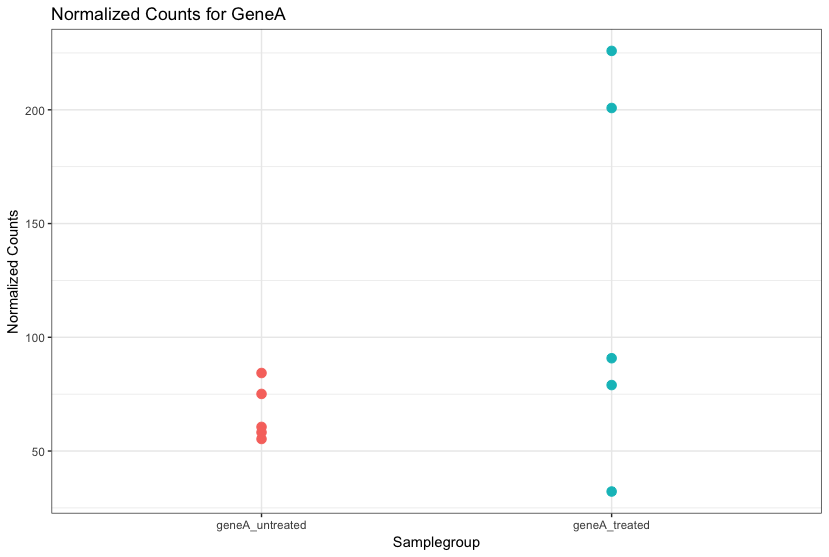 Normalized Counts for GeneA
Normalized Counts
200
150
100
50
geneA_untreated
geneA_treated
Samplegroup